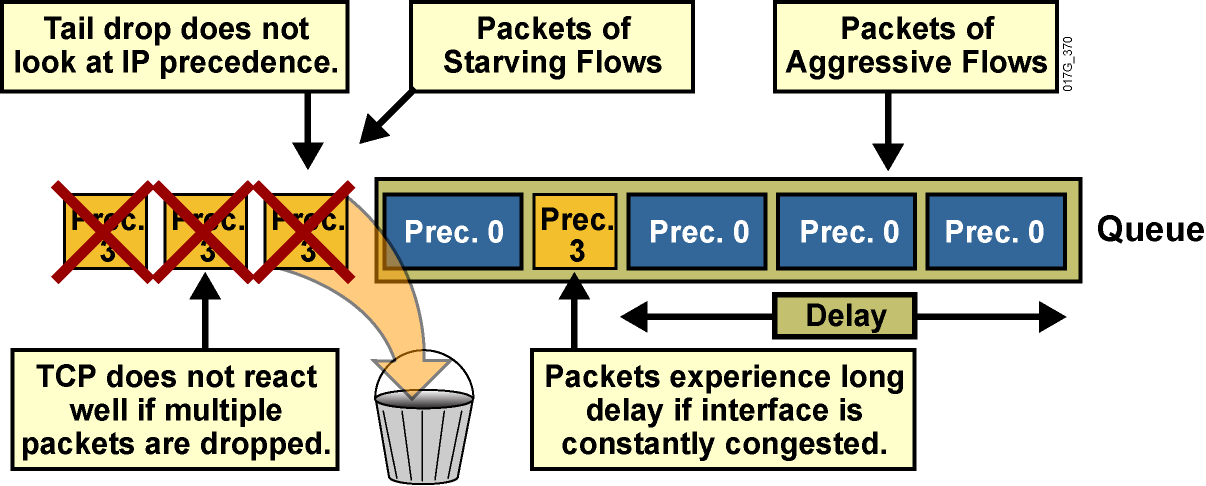 Tail drop does not
look at IP precedence.
Packets of
Starving Flows
Packets of
Aggressive Flows
017G_370
Prec.
3
Prec.
3
Prec.
3
Prec. 0
Prec.
3
Prec. 0
Prec. 0
Prec. 0
Queue
Delay
TCP does not react
well if multiple
packets are dropped.
Packets experience long
delay if interface is
constantly congested.